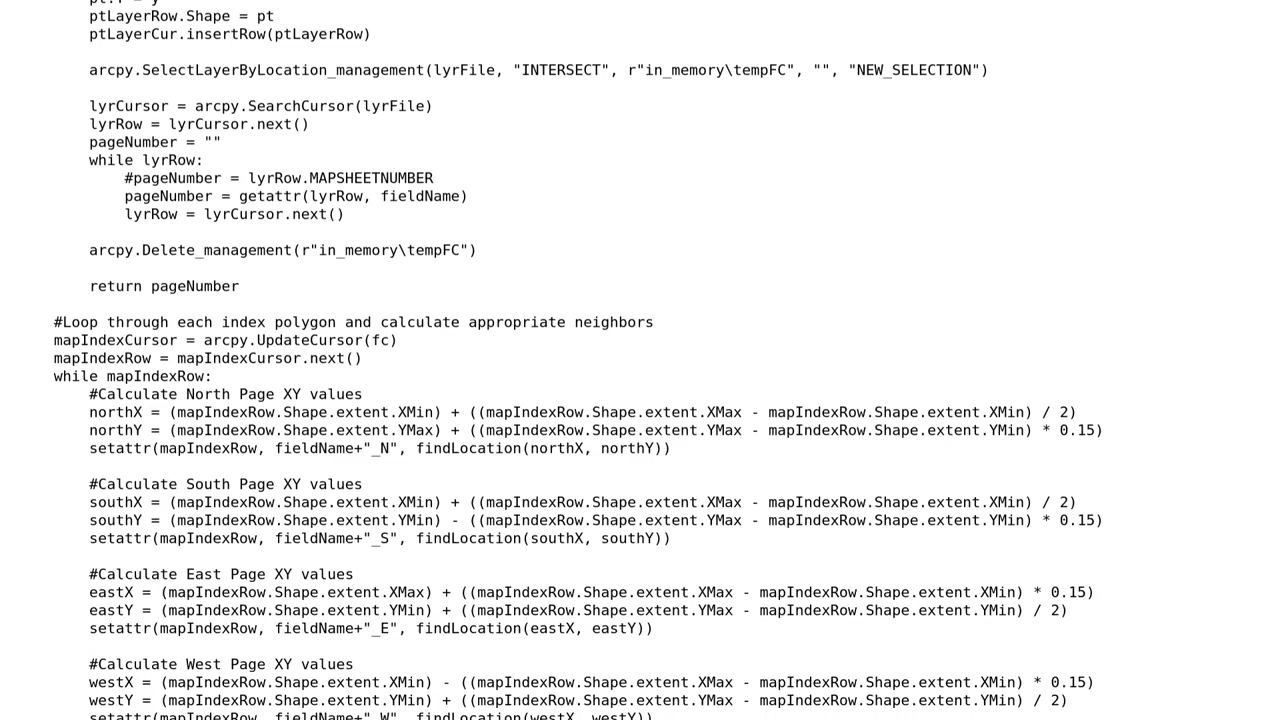 pt.Y = y
ptLayerRow.Shape = pt
ptLayerCur.insertRow(ptLayerRow)
arcpy.SelectLayerByLocation_management(lyrFile, "INTERSECT", r"in_memory\tempFC", "", "NEW_SELECTION")
lyrCursor = arcpy.SearchCursor(lyrFile)
lyrRow = lyrCursor.next()
pageNumber = ""
while lyrRow:
#pageNumber = lyrRow.MAPSHEETNUMBER
pageNumber = getattr(lyrRow, fieldName)
lyrRow = lyrCursor.next()
arcpy.Delete_management(r"in_memory\tempFC")
return pageNumber
#Loop through each index polygon and calculate appropriate neighbors
mapIndexCursor = arcpy.UpdateCursor(fc)
mapIndexRow = mapIndexCursor.next()
while mapIndexRow:
#Calculate North Page XY values
northX = (mapIndexRow.Shape.extent.XMin) + ((mapIndexRow.Shape.extent.XMax - mapIndexRow.Shape.extent.XMin) / 2)
northY = (mapIndexRow.Shape.extent.YMax) + ((mapIndexRow.Shape.extent.YMax - mapIndexRow.Shape.extent.YMin) * 0.15)
setattr(mapIndexRow, fieldName+"_N", findLocation(northX, northY))
#Calculate South Page XY values
southX = (mapIndexRow.Shape.extent.XMin) + ((mapIndexRow.Shape.extent.XMax - mapIndexRow.Shape.extent.XMin) / 2)
southY = (mapIndexRow.Shape.extent.YMin) - ((mapIndexRow.Shape.extent.YMax - mapIndexRow.Shape.extent.YMin) * 0.15)
setattr(mapIndexRow, fieldName+"_S", findLocation(southX, southY))
#Calculate East Page XY values
eastX = (mapIndexRow.Shape.extent.XMax) + ((mapIndexRow.Shape.extent.XMax - mapIndexRow.Shape.extent.XMin) * 0.15)
eastY = (mapIndexRow.Shape.extent.YMin) + ((mapIndexRow.Shape.extent.YMax - mapIndexRow.Shape.extent.YMin) / 2)
setattr(mapIndexRow, fieldName+"_E", findLocation(eastX, eastY))
#Calculate West Page XY values
westX = (mapIndexRow.Shape.extent.XMin) - ((mapIndexRow.Shape.extent.XMax - mapIndexRow.Shape.extent.XMin) * 0.15)
westY = (mapIndexRow.Shape.extent.YMin) + ((mapIndexRow.Shape.extent.YMax - mapIndexRow.Shape.extent.YMin) / 2)
setattr(mapIndexRow, fieldName+"_W", findLocation(westX, westY))